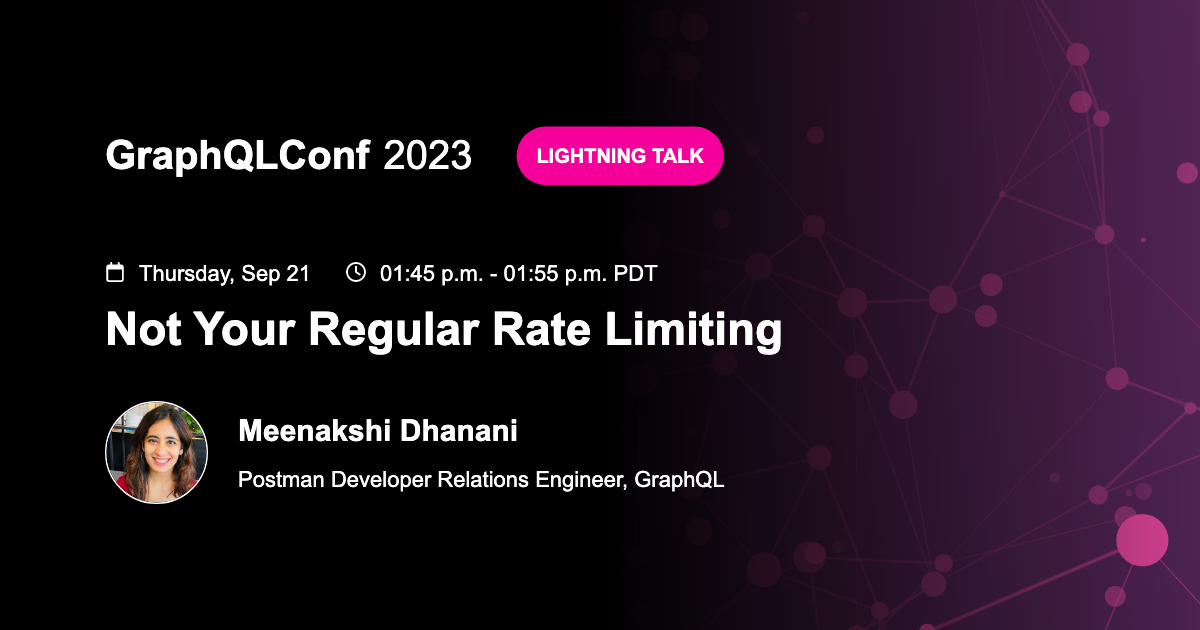 GraphQLConf 2023 LIGHTNING TALK
Thursday, Sep 21 01:45 p.m. - 01:55 p.m. PDT
Not Your Regular Rate Limiting
Meenakshi Dhanani
Postman Developer Relations Engineer, GraphQL